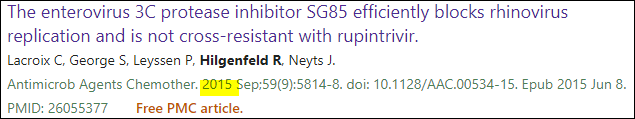 The enterovirus 3C protease inhibitor SG85 efficiently blocks rhinovirus
replication and is not cross-resistant with rupintrivir.
Lacroix C, George S, Leyssen P, Hilgenfeld R, Neyts J.
Antimicrob Agents Chemother. 2015 Sep;59(9):5814-8. doi: 10.1128/AAC.00534-15. Epub 2015 Jun 8.
PMID: 26055377 Free PMC article.